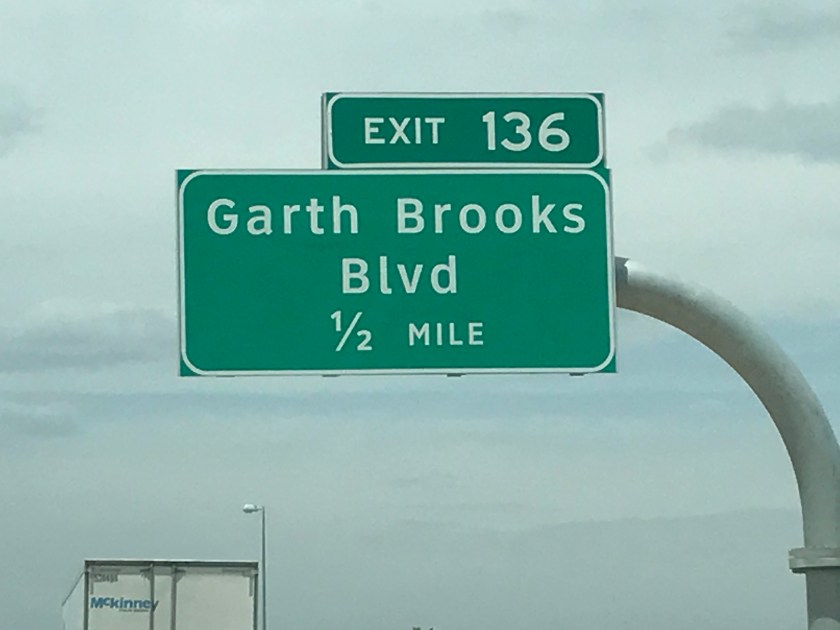 EXIT 136
Garth Brooks
Blvd
½ MILE
Mckinney